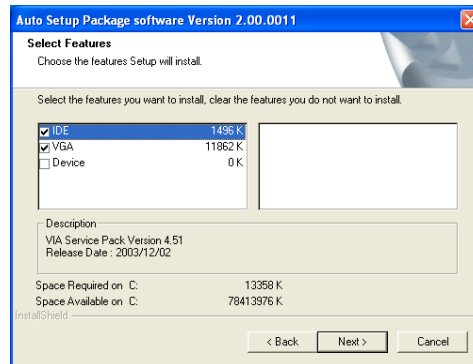 Auto Setup Package software Version 2.00.0011
Select Features
Choose the features Setup will install.
Select the features you want to install, clear the features you do not want to install.
IDE 1496 K
VGA 11862 K
Device 0 K
Description
VIA Service Pack Version 4.51
Release Date : 2003/12/02
Space Required on C: 13358 K
Space Available on C: 78413976 K
InstallShield
< Back Next > Cancel